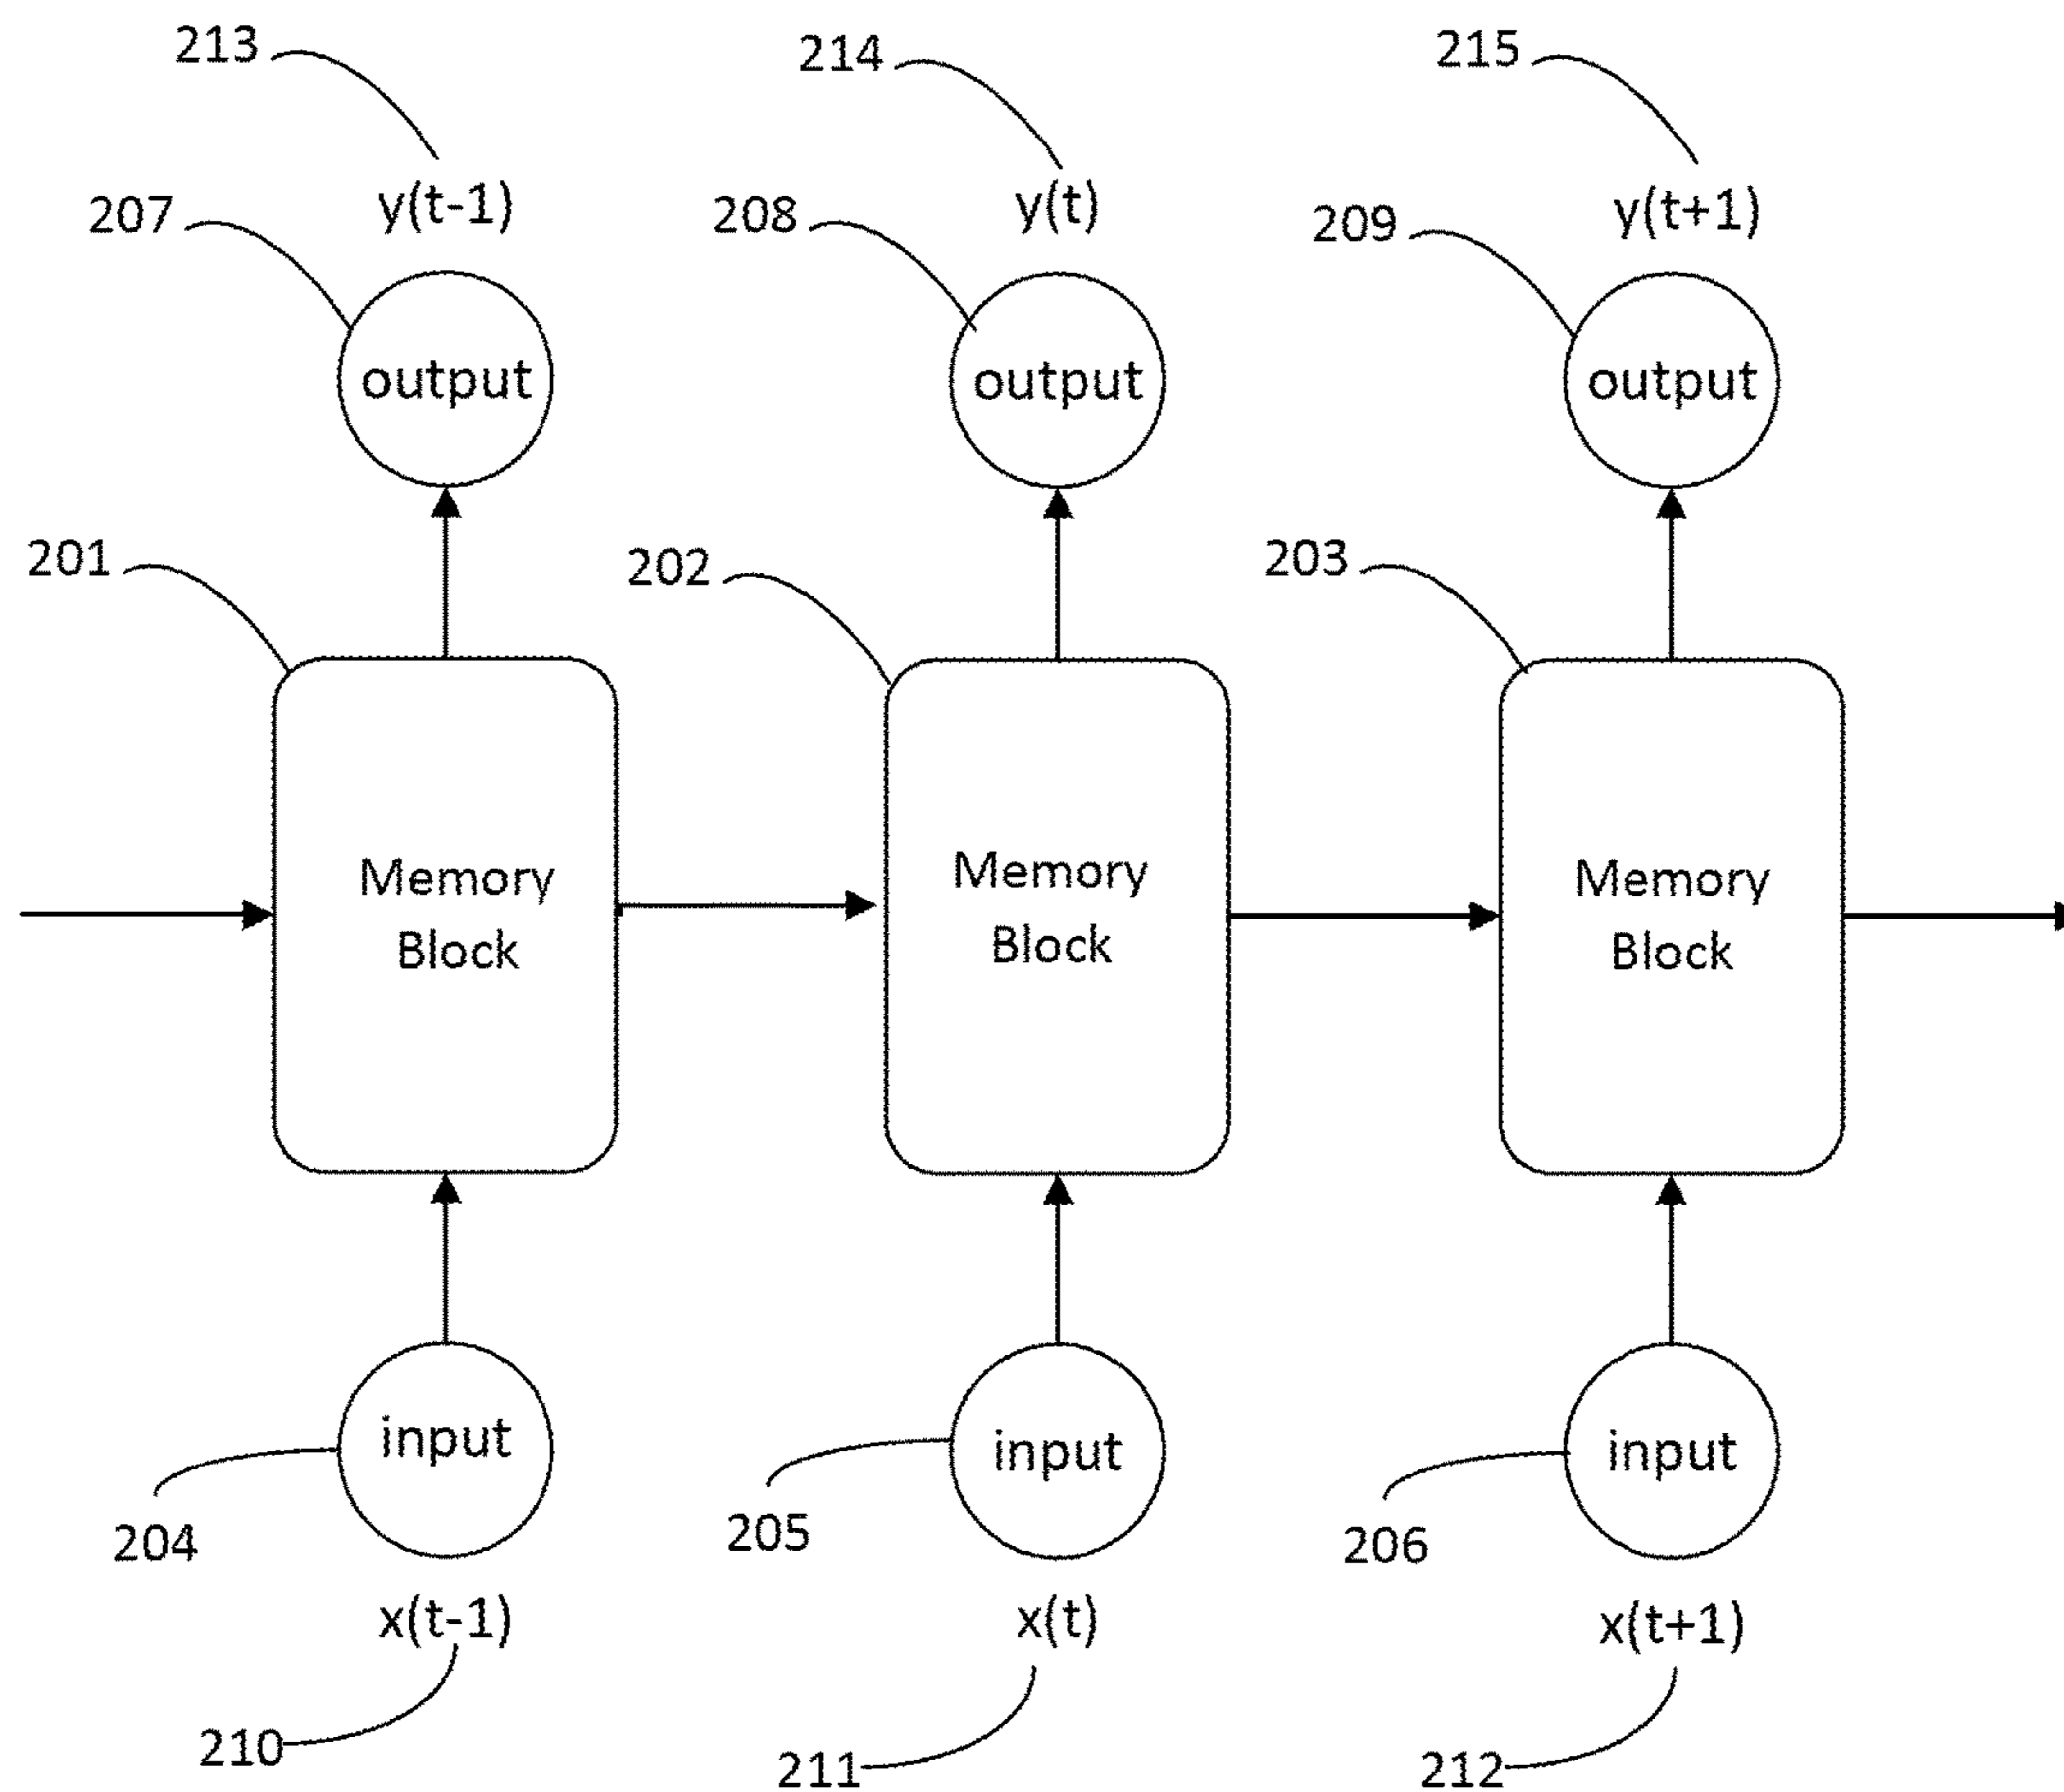 213
214
215
y(t-1)
y(t)
y(t+1)
207
208
209
output
output
output
201
202
203
Memory
Block
Memory
Block
Memory
Block
input
input
input
204
205
206
x(t-1)
x(t)
x(t+1)
210
211
212